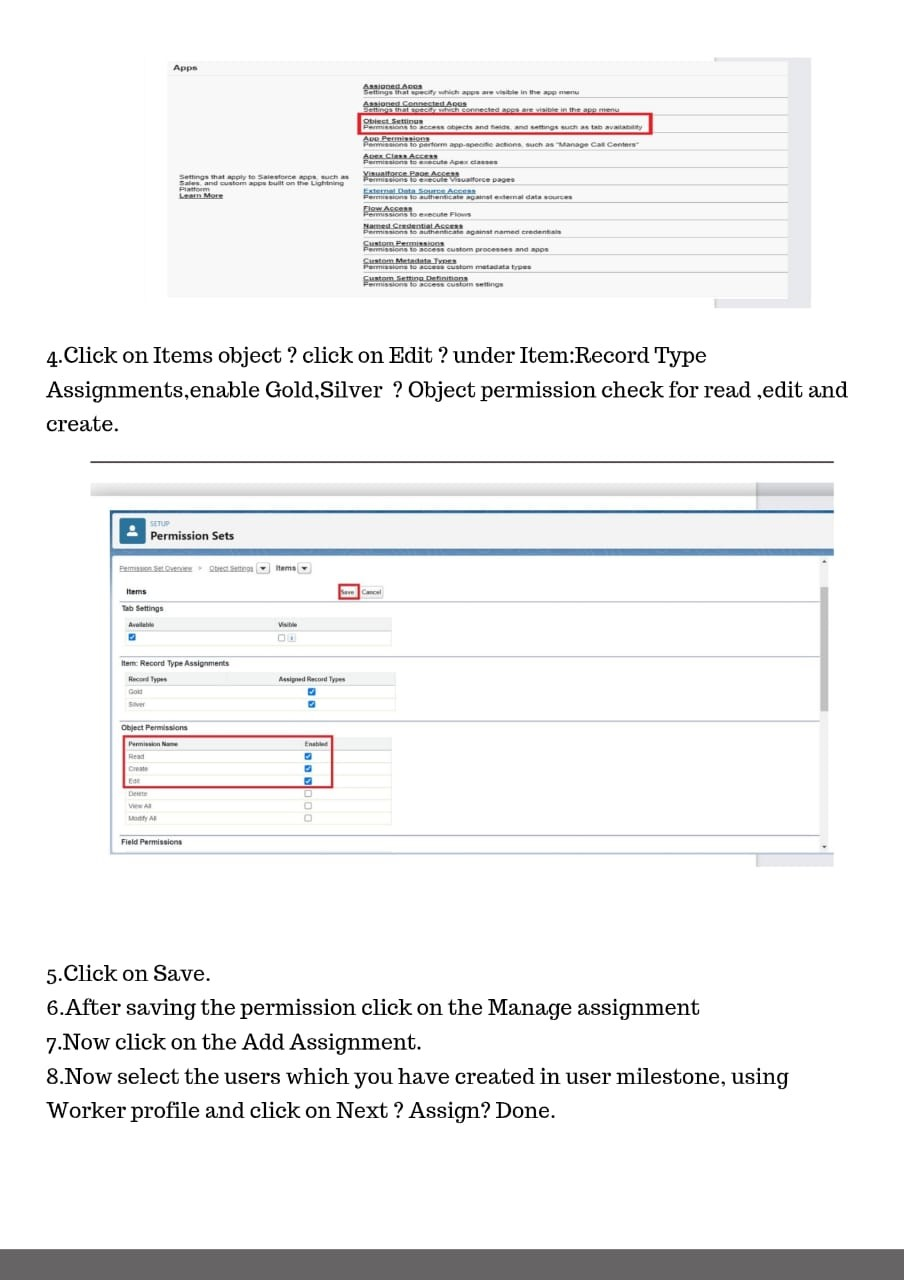 Apps
Assigned Apps
Settings that specify which apps are visible in the app menu
Assigned Connected Apps
Settings that specify which connected apps are visible in the app menu
Object Settings
Permissions to access objects and fields, and settings such as tab availability
App Permissions
Permissions to perform app-specific actions, such as "Manage Call Centers"
Apex Class Access
Permissions to execute Apex classes
Settings that apply to Salesforce apps, such as
Sales, and custom apps built on the Lightning
Platform
Learn More
Visualforce Page Access
Permissions to execute Visualforce pages
External Data Source Access
Permissions to authenticate against external data sources
Flow Access
Permissions to execute Flows
Named Credential Access
Permissions to authenticate against named credentials
Custom Permissions
Permissions to access custom processes and apps
Custom Metadata Types
Permissions to access custom metadata types
Custom Setting Definitions
Permissions to access custom settings
4.Click on Items object ? click on Edit ? under Item:Record Type
Assignments,enable Gold,Silver ? Object permission check for read ,edit and
create.
SETUP
Permission Sets
Permission Set Overview > Object Settings Items
Items Save Cancel
Tab Settings
Available Visible
Item: Record Type Assignments
Record Types Assigned Record Types
Gold
Silver
Object Permissions
Permission Name Enabled
Read
Create
Edit
Delete
View All
Modify All
Field Permissions
5.Click on Save.
6.After saving the permission click on the Manage assignment
7.Now click on the Add Assignment.
8.Now select the users which you have created in user milestone, using
Worker profile and click on Next ? Assign? Done.